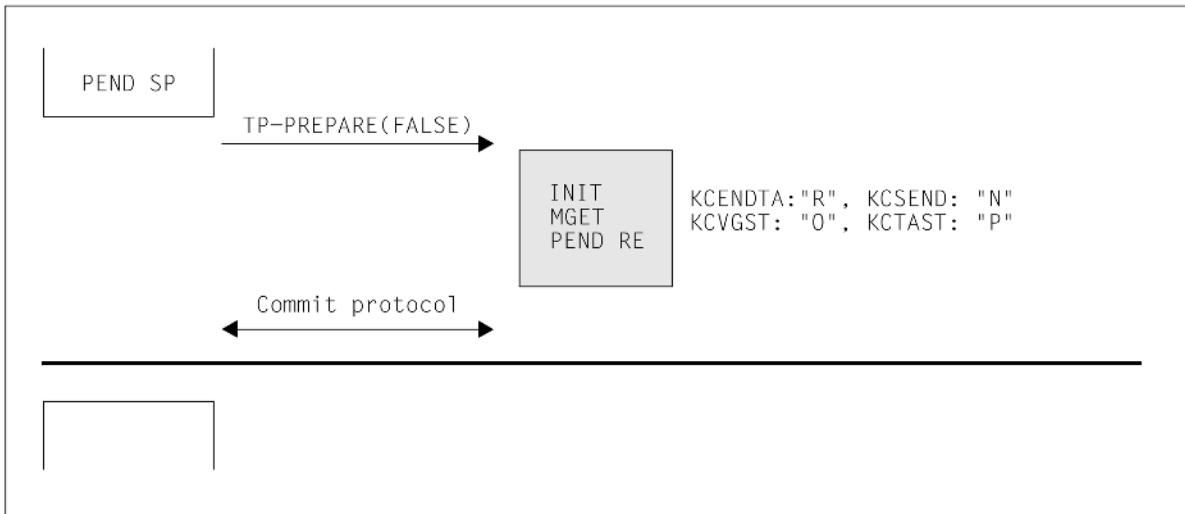 PEND SP
TP-PREPARE(FALSE)
INIT
MGET
PEND RE
KCENDTA:"R", KCSEND: "N"
KCVGST: "O", KCTAST: "P"
Commit protocol